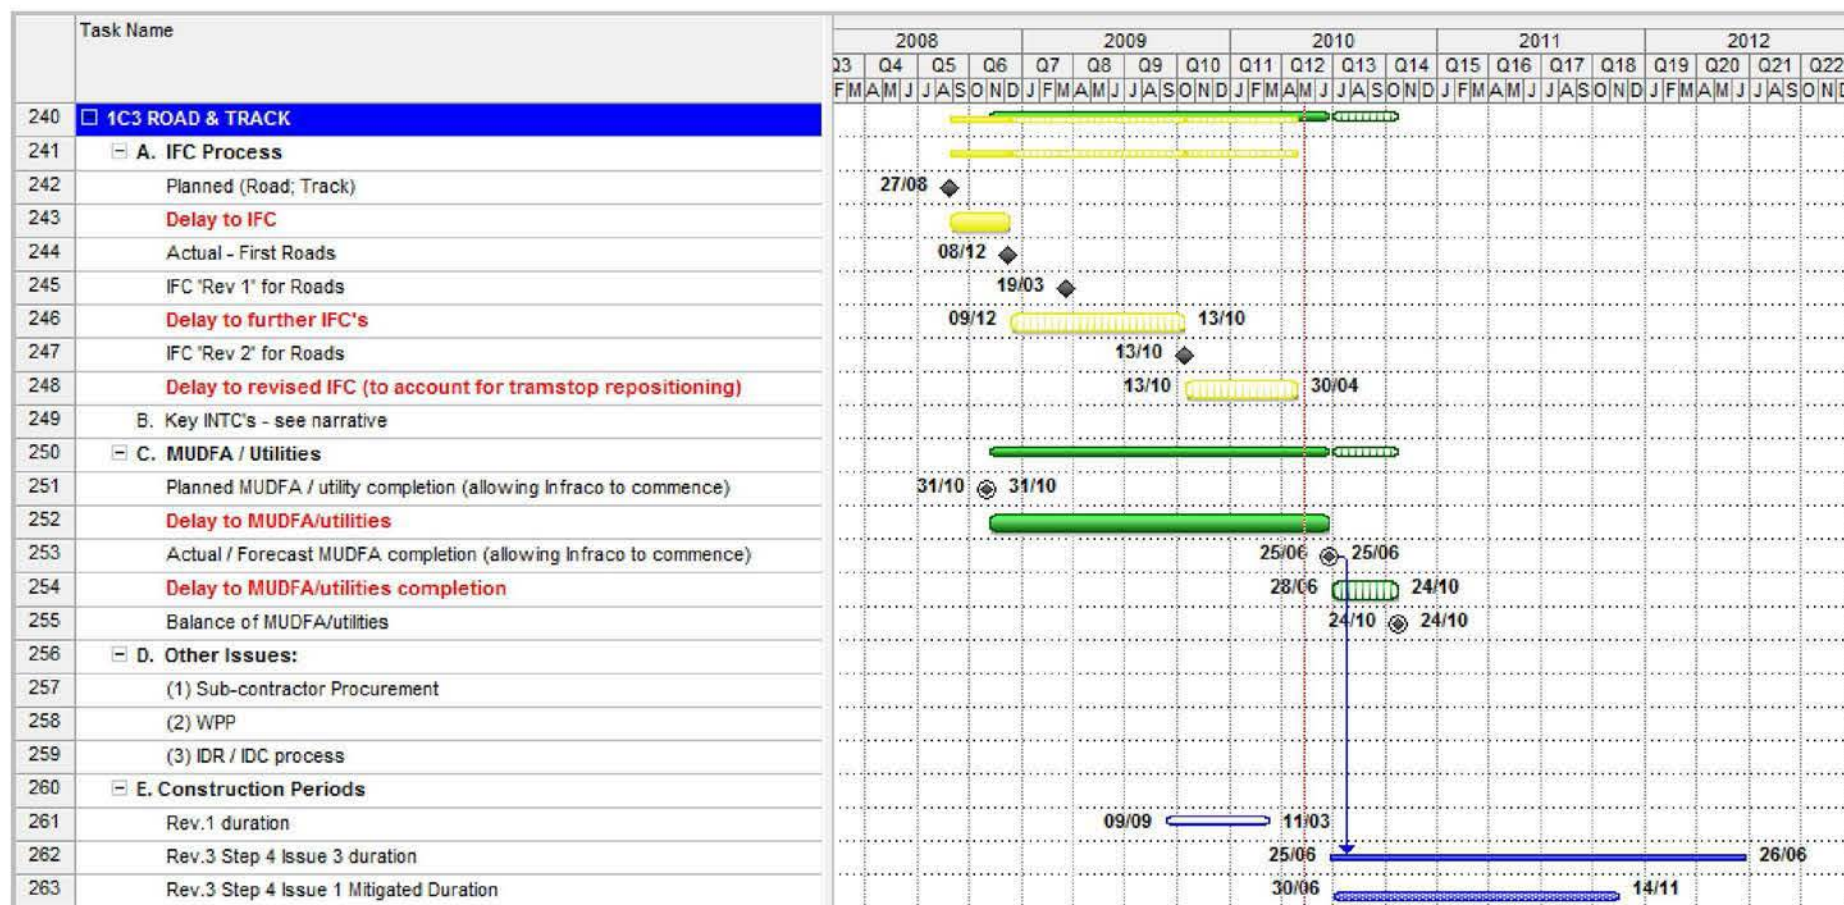 Task Name
2008 2009 2010 2011 2012
Q3 Q4 Q5 Q6 Q7 Q8 Q9 Q10 Q11 Q12 Q13 Q14 Q15 Q16 Q17 Q18 Q19 Q20 Q21 Q22
F M A M J J A S O N D J F M A M J J A S O N D J F M A M J J A S O N D J F M A M J J A S O N D J F M A M J J A S O N D
240 1C3 ROAD & TRACK
241 A. IFC Process
242 Planned (Road; Track) 27/08
243 Delay to IFC
244 Actual - First Roads 08/12
245 IFC 'Rev 1' for Roads 19/03
246 Delay to further IFC's 09/12 13/10
247 IFC 'Rev 2' for Roads 13/10
248 Delay to revised IFC (to account for tramstop repositioning) 13/10 30/04
249 B. Key INTC's - see narrative
250 C. MUDFA / Utilities
251 Planned MUDFA / utility completion (allowing Infraco to commence) 31/10 31/10
252 Delay to MUDFA/utilities
253 Actual / Forecast MUDFA completion (allowing Infraco to commence) 25/06 25/06
254 Delay to MUDFA/utilities completion 28/06 24/10
255 Balance of MUDFA/utilities 24/10 24/10
256 D. Other Issues:
257 (1) Sub-contractor Procurement
258 (2) WPP
259 (3) IDR / IDC process
260 E. Construction Periods
261 Rev.1 duration 09/09 11/03
262 Rev.3 Step 4 Issue 3 duration 25/06 26/06
263 Rev.3 Step 4 Issue 1 Mitigated Duration 30/06 14/11